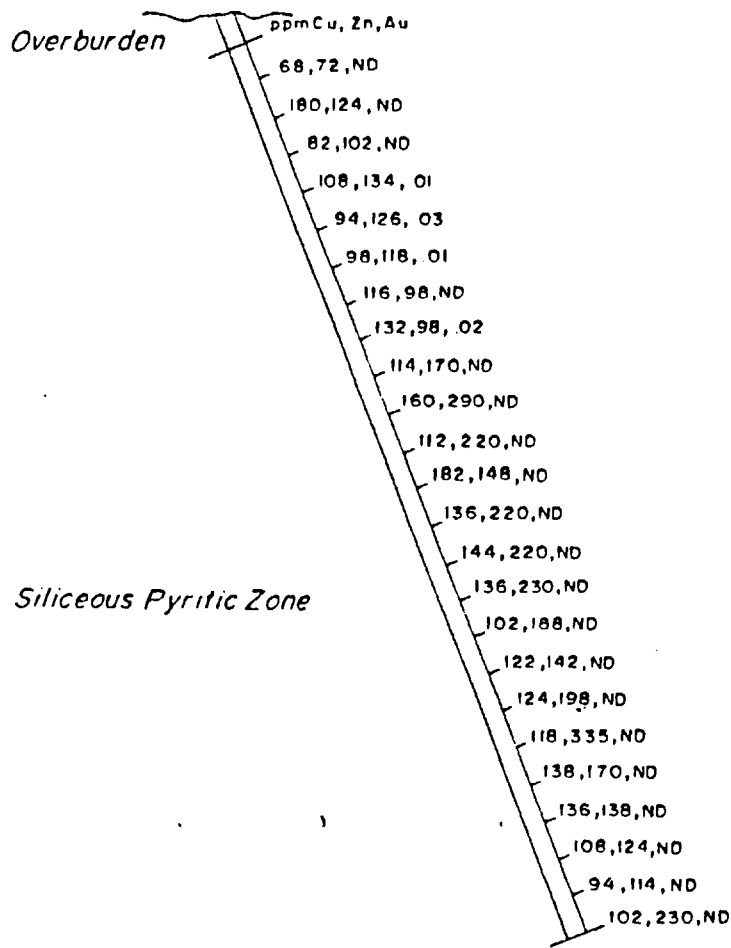 ppm Cu, Zn, Au
Overburden
68,72,ND
180,124,ND
82,102,ND
108,134, .01
94,126, .03
98,118, .01
116,98,ND
132,98, .02
114,170,ND
160,290,ND
112,220,ND
182,148,ND
136,220,ND
144,220,ND
136,230,ND
Siliceous Pyritic Zone
102,188,ND
122,142,ND
124,198,ND
118,335,ND
138,170,ND
136,138,ND
108,124,ND
94,114,ND
102,230,ND